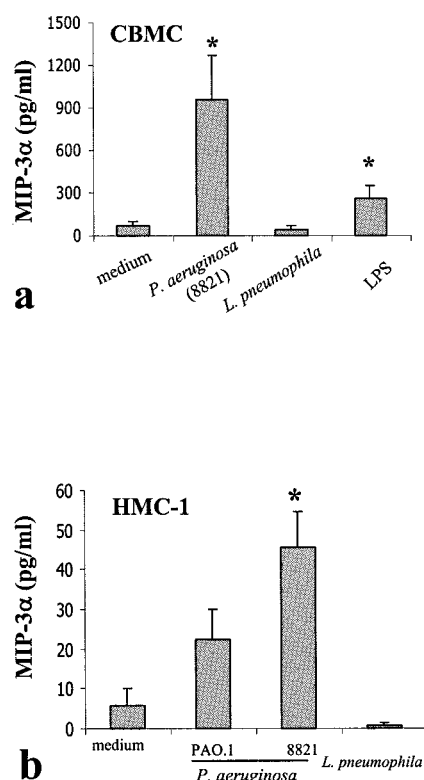 CBMC
MIP-3α (pg/ml)
1500
1200
900
600
300
0
*
*
medium
P. aeruginosa
(8821)
L. pneumophila
LPS
a
HMC-1
MIP-3α (pg/ml)
60
50
40
30
20
10
0
*
medium
PAO.1
8821
L. pneumophila
P. aeruginosa
b